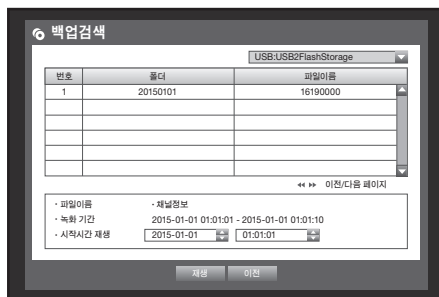 백업검색
USB:USB2FlashStorage
번호 폴더 파일이름
1 20150101 16190000
이전/다음 페이지
· 파일이름 · 채널정보
· 녹화 기간 2015-01-01 01:01:01 - 2015-01-01 01:01:10
· 시작시간 재생 2015-01-01 01:01:01
재생 이전